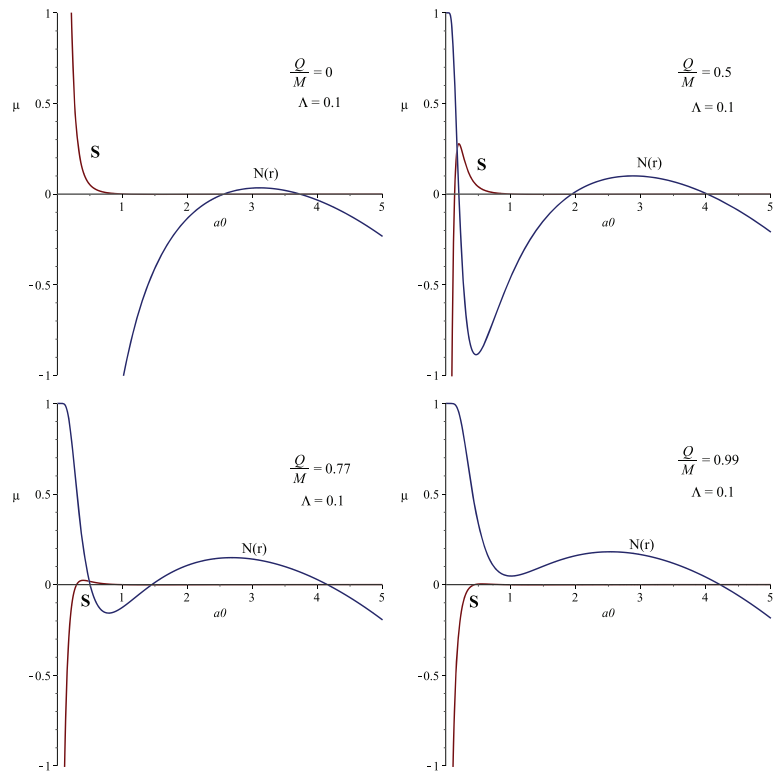 1
Q/M = 0
Λ = 0.1
0.5
μ
S
N(r)
0
1 2 3 4 5
a0
-0.5
-1
1
Q/M = 0.5
Λ = 0.1
0.5
μ
S
N(r)
0
1 2 3 4 5
a0
-0.5
-1
1
Q/M = 0.77
Λ = 0.1
0.5
μ
N(r)
0
S
1 2 3 4 5
a0
-0.5
-1
1
Q/M = 0.99
Λ = 0.1
0.5
μ
N(r)
0
S
1 2 3 4 5
a0
-0.5
-1